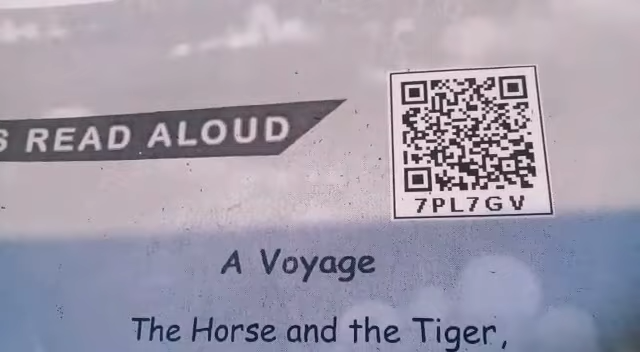 S READ ALOUD
7PL7GV
A Voyage
The Horse and the Tiger,